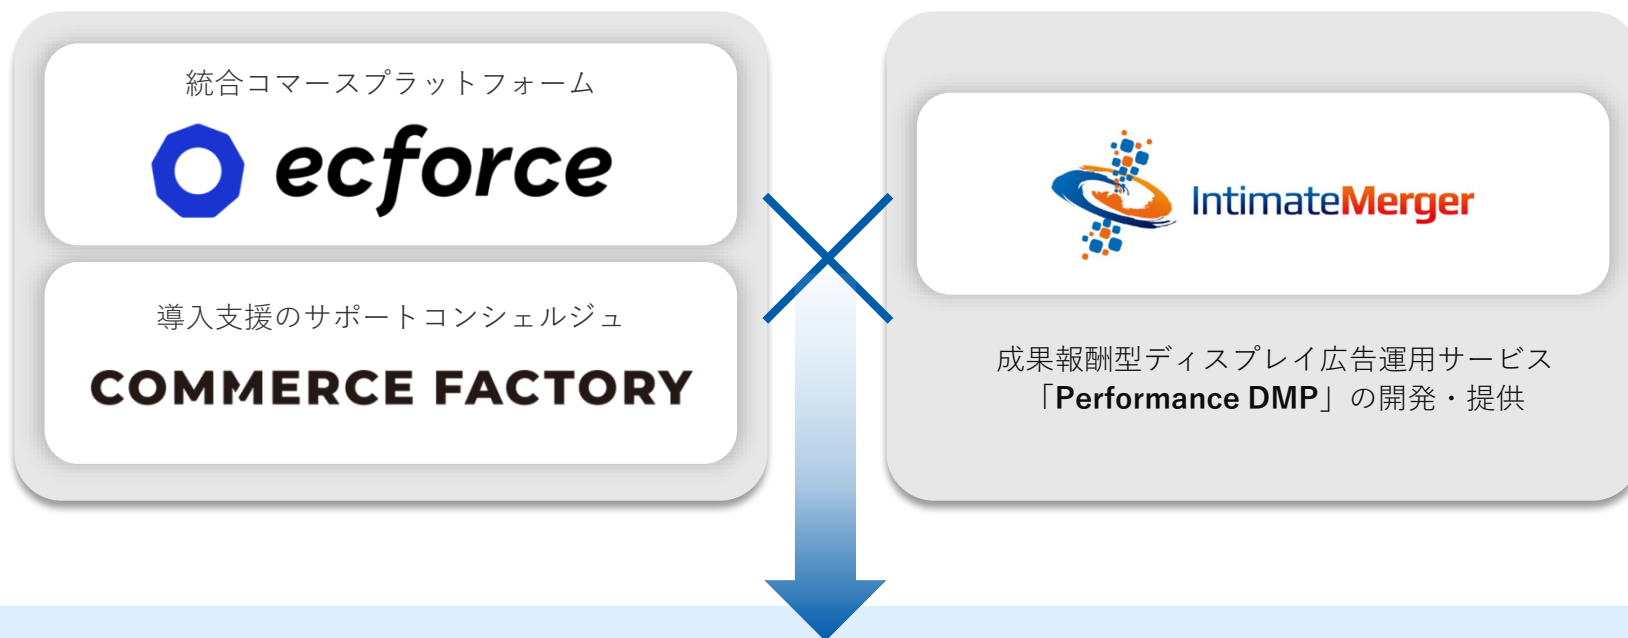 統合コマースプラットフォーム
ecforce
導入支援のサポートコンシェルジュ
COMMERCE FACTORY
IntimateMerger
成果報酬型ディスプレイ広告運用サービス
「Performance DMP」の開発・提供